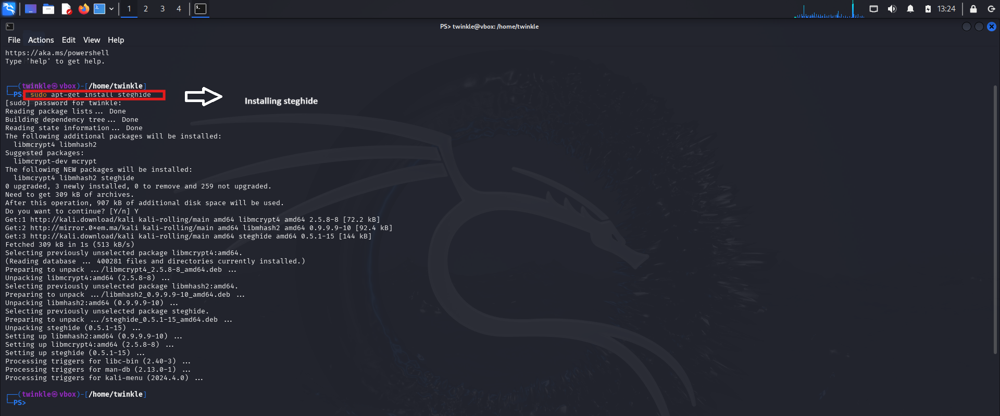 1 2 3 4 13:24
PS> twinkle@vbox: /home/twinkle
File Actions Edit View Help
https://aka.ms/powershell
Type 'help' to get help.
┌──(twinkle㉿vbox)-[/home/twinkle]
└─PS> sudo apt-get install steghide
Installing steghide
[sudo] password for twinkle:
Reading package lists... Done
Building dependency tree... Done
Reading state information... Done
The following additional packages will be installed:
libmcrypt4 libmhash2
Suggested packages:
libmcrypt-dev mcrypt
The following NEW packages will be installed:
libmcrypt4 libmhash2 steghide
0 upgraded, 3 newly installed, 0 to remove and 259 not upgraded.
Need to get 309 kB of archives.
After this operation, 907 kB of additional disk space will be used.
Do you want to continue? [Y/n] Y
Get:1 http://kali.download/kali kali-rolling/main amd64 libmcrypt4 amd64 2.5.8-8 [72.2 kB]
Get:2 http://mirror.0×em.ma/kali kali-rolling/main amd64 libmhash2 amd64 0.9.9.9-10 [92.4 kB]
Get:3 http://kali.download/kali kali-rolling/main amd64 steghide amd64 0.5.1-15 [144 kB]
Fetched 309 kB in 1s (513 kB/s)
Selecting previously unselected package libmcrypt4:amd64.
(Reading database ... 400281 files and directories currently installed.)
Preparing to unpack .../libmcrypt4_2.5.8-8_amd64.deb ...
Unpacking libmcrypt4:amd64 (2.5.8-8) ...
Selecting previously unselected package libmhash2:amd64.
Preparing to unpack .../libmhash2_0.9.9.9-10_amd64.deb ...
Unpacking libmhash2:amd64 (0.9.9.9-10) ...
Selecting previously unselected package steghide.
Preparing to unpack .../steghide_0.5.1-15_amd64.deb ...
Unpacking steghide (0.5.1-15) ...
Setting up libmhash2:amd64 (0.9.9.9-10) ...
Setting up libmcrypt4:amd64 (2.5.8-8) ...
Setting up steghide (0.5.1-15) ...
Processing triggers for libc-bin (2.40-3) ...
Processing triggers for man-db (2.13.0-1) ...
Processing triggers for kali-menu (2024.4.0) ...
┌──(twinkle㉿vbox)-[/home/twinkle]
└─PS>